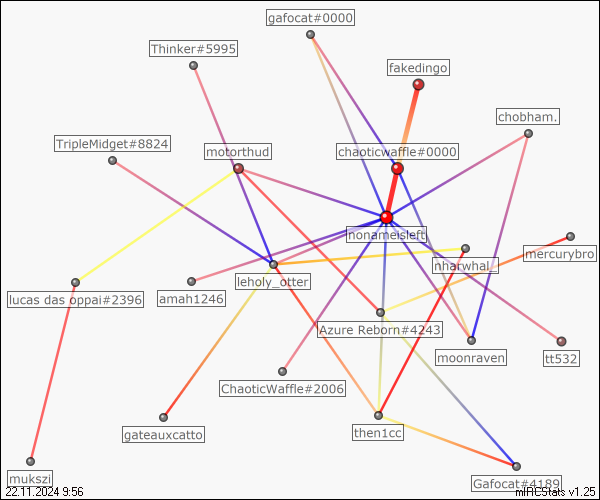 gafocat#0000
Thinker#5995
fakedingo
chobham.
TripleMidget#8824
motorthud
chaoticwaffle#0000
nonameisleft
mercurybro
nharwhal_
leholy_otter
lucas das oppai#2396
amah1246
Azure Reborn#4243
moonraven
tt532
ChaoticWaffle#2006
gateauxcatto
then1cc
mukszi
Gafocat#4189
22.11.2024 9:56
mIRCStats v1.25